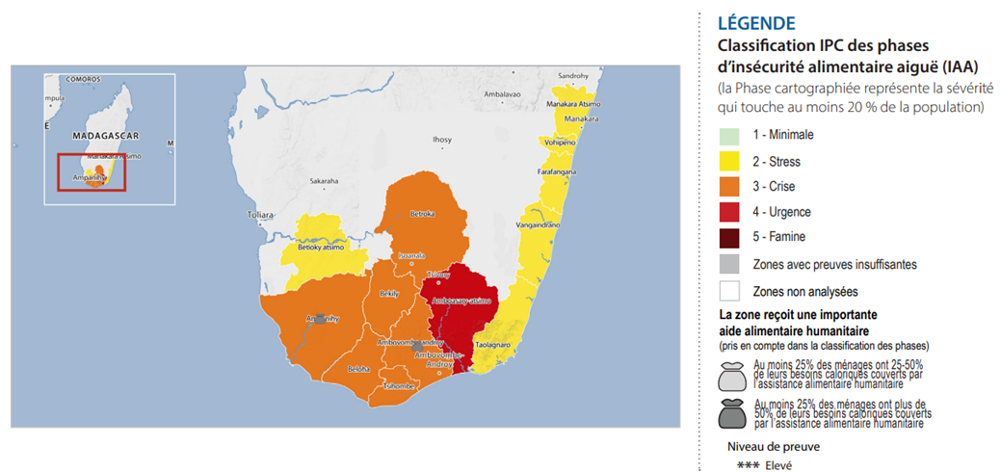 COMOROS
mpula
E
MADAGASCAR
M
Manakara Atsimo
Ampanihy
Sandrohy
Ambalavao
Manakara Atsimo
Manakara
Ihosy
Vohipeno
Farafangana
Sakaraha
Toliara
Betroka
Vangaindrano
Betioky atsimo
Isoanala
Tsivory
Bekily
Amboasary-atsimo
Ampanihy
Ambovombe androy
Taolagnaro
Ambovombe-
Androy
Beloha
Tsihombe
LÉGENDE
Classification IPC des phases
d’insécurité alimentaire aiguë (IAA)
(la Phase cartographiée représente la sévérité
qui touche au moins 20 % de la population)
1 - Minimale
2 - Stress
3 - Crise
4 - Urgence
5 - Famine
Zones avec preuves insuffisantes
Zones non analysées
La zone reçoit une importante
aide alimentaire humanitaire
(pris en compte dans la classification des phases)
Au moins 25% des ménages ont 25-50%
de leurs besoins caloriques couverts par
l'assistance alimentaire humanitaire
Au moins 25% des ménages ont plus de
50% de leurs besoins caloriques couverts
par l'assistance alimentaire humanitaire
Niveau de preuve
*** Elevé